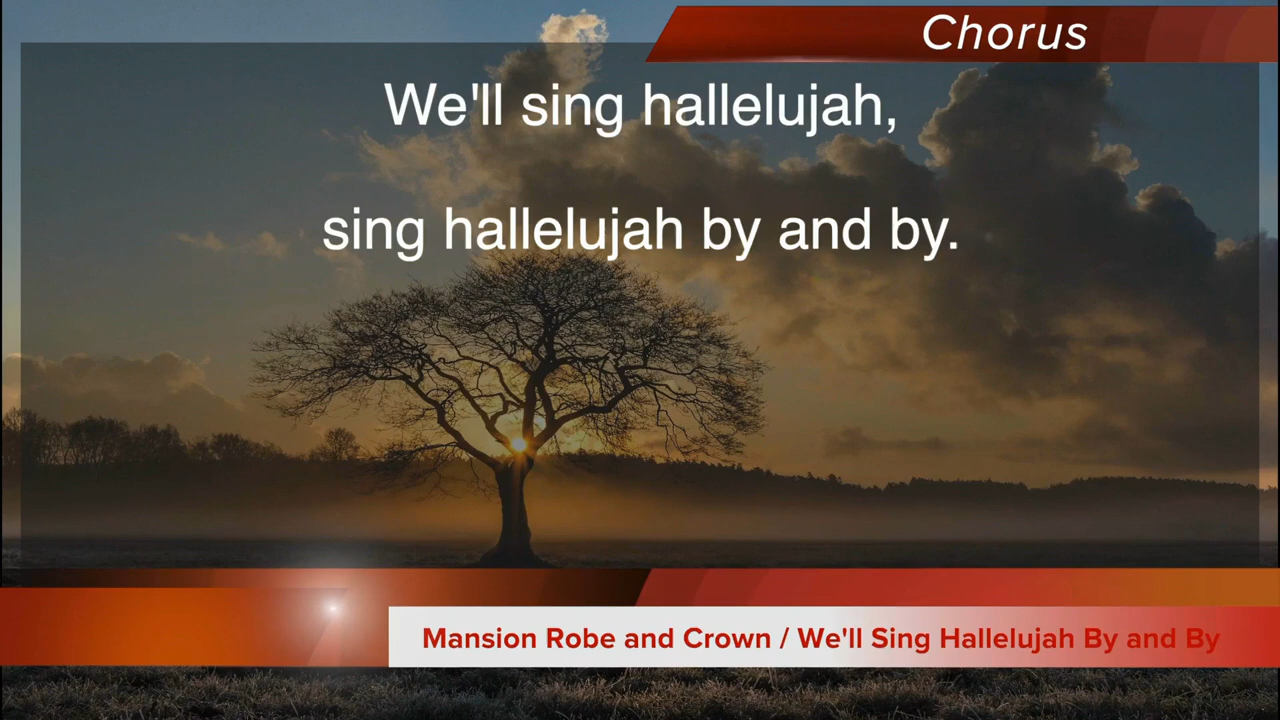 Chorus
We'll sing hallelujah,
sing hallelujah by and by.
Mansion Robe and Crown / We'll Sing Hallelujah By and By